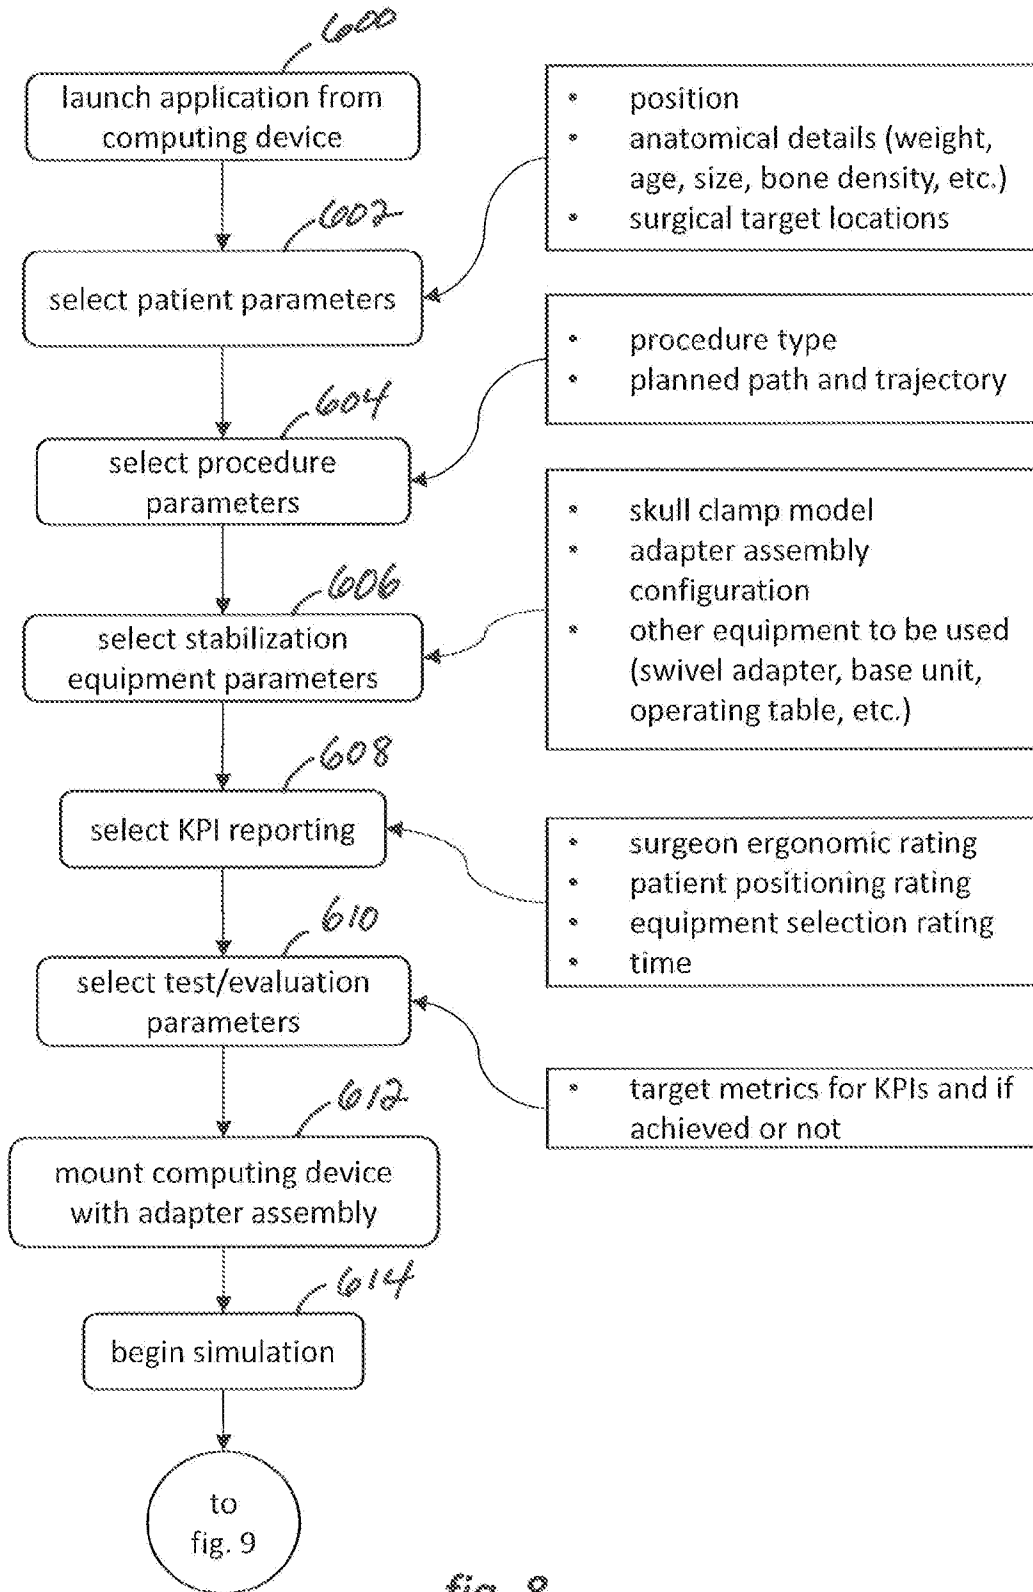 600
launch application from
computing device
• position
• anatomical details (weight,
age, size, bone density, etc.)
• surgical target locations
602
select patient parameters
• procedure type
• planned path and trajectory
604
select procedure
parameters
• skull clamp model
• adapter assembly
configuration
• other equipment to be used
(swivel adapter, base unit,
operating table, etc.)
606
select stabilization
equipment parameters
608
select KPI reporting
• surgeon ergonomic rating
• patient positioning rating
• equipment selection rating
• time
610
select test/evaluation
parameters
• target metrics for KPIs and if
achieved or not
612
mount computing device
with adapter assembly
614
begin simulation
to
fig. 9
fig. 8